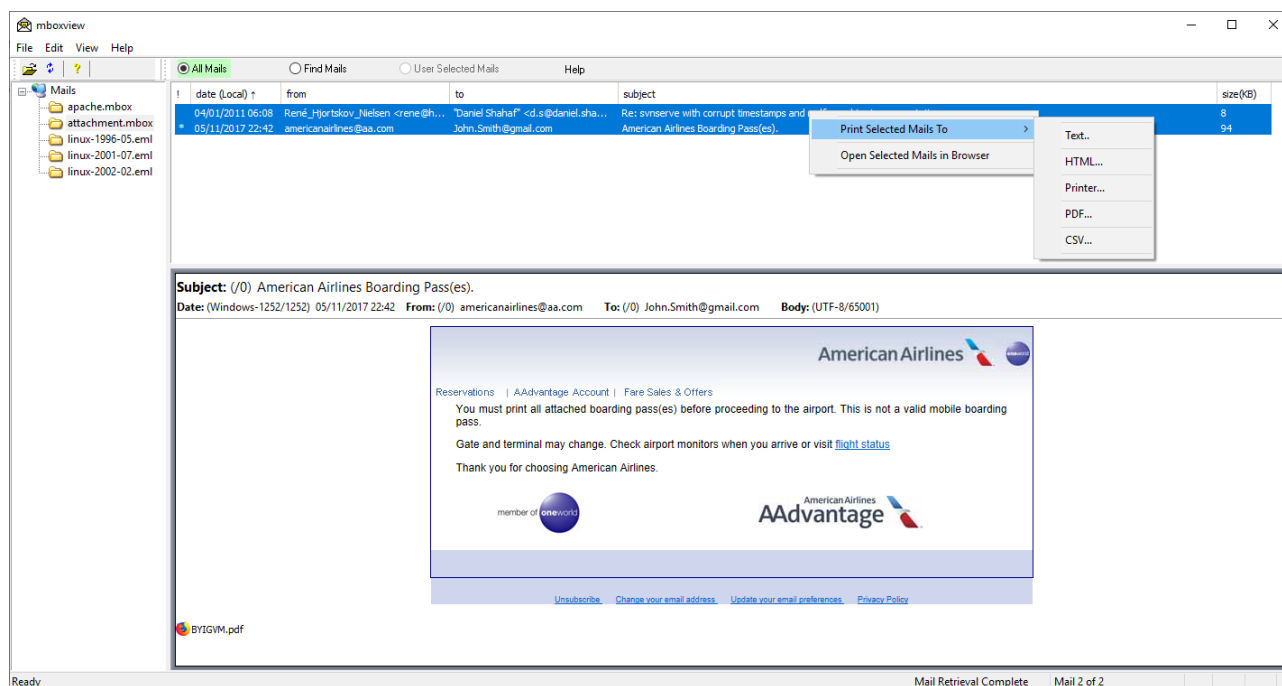 mboxview
File Edit View Help
All Mails Find Mails User Selected Mails Help
Mails
apache.mbox
attachment.mbox
linux-1996-05.eml
linux-2001-07.eml
linux-2002-02.eml
! date (Local) ↑ from to subject size(KB)
04/01/2011 06:08 René_Hjortskov_Nielsen <rene@h... "Daniel Shahaf" <d.s@daniel.sha... Re: svnserve with corrupt timestamps and 8
* 05/11/2017 22:42 americanairlines@aa.com John.Smith@gmail.com American Airlines Boarding Pass(es). 94
Print Selected Mails To >
Open Selected Mails in Browser
Text..
HTML...
Printer...
PDF...
CSV...
Subject: (/0) American Airlines Boarding Pass(es).
Date: (Windows-1252/1252) 05/11/2017 22:42 From: (/0) americanairlines@aa.com To: (/0) John.Smith@gmail.com Body: (UTF-8/65001)
American Airlines oneworld
Reservations | AAdvantage Account | Fare Sales & Offers
You must print all attached boarding pass(es) before proceeding to the airport. This is not a valid mobile boarding
pass.
Gate and terminal may change. Check airport monitors when you arrive or visit flight status
Thank you for choosing American Airlines.
member of oneworld
American Airlines
AAdvantage
Unsubscribe Change your email address Update your email preferences Privacy Policy
BYIGVM.pdf
Ready Mail Retrieval Complete Mail 2 of 2